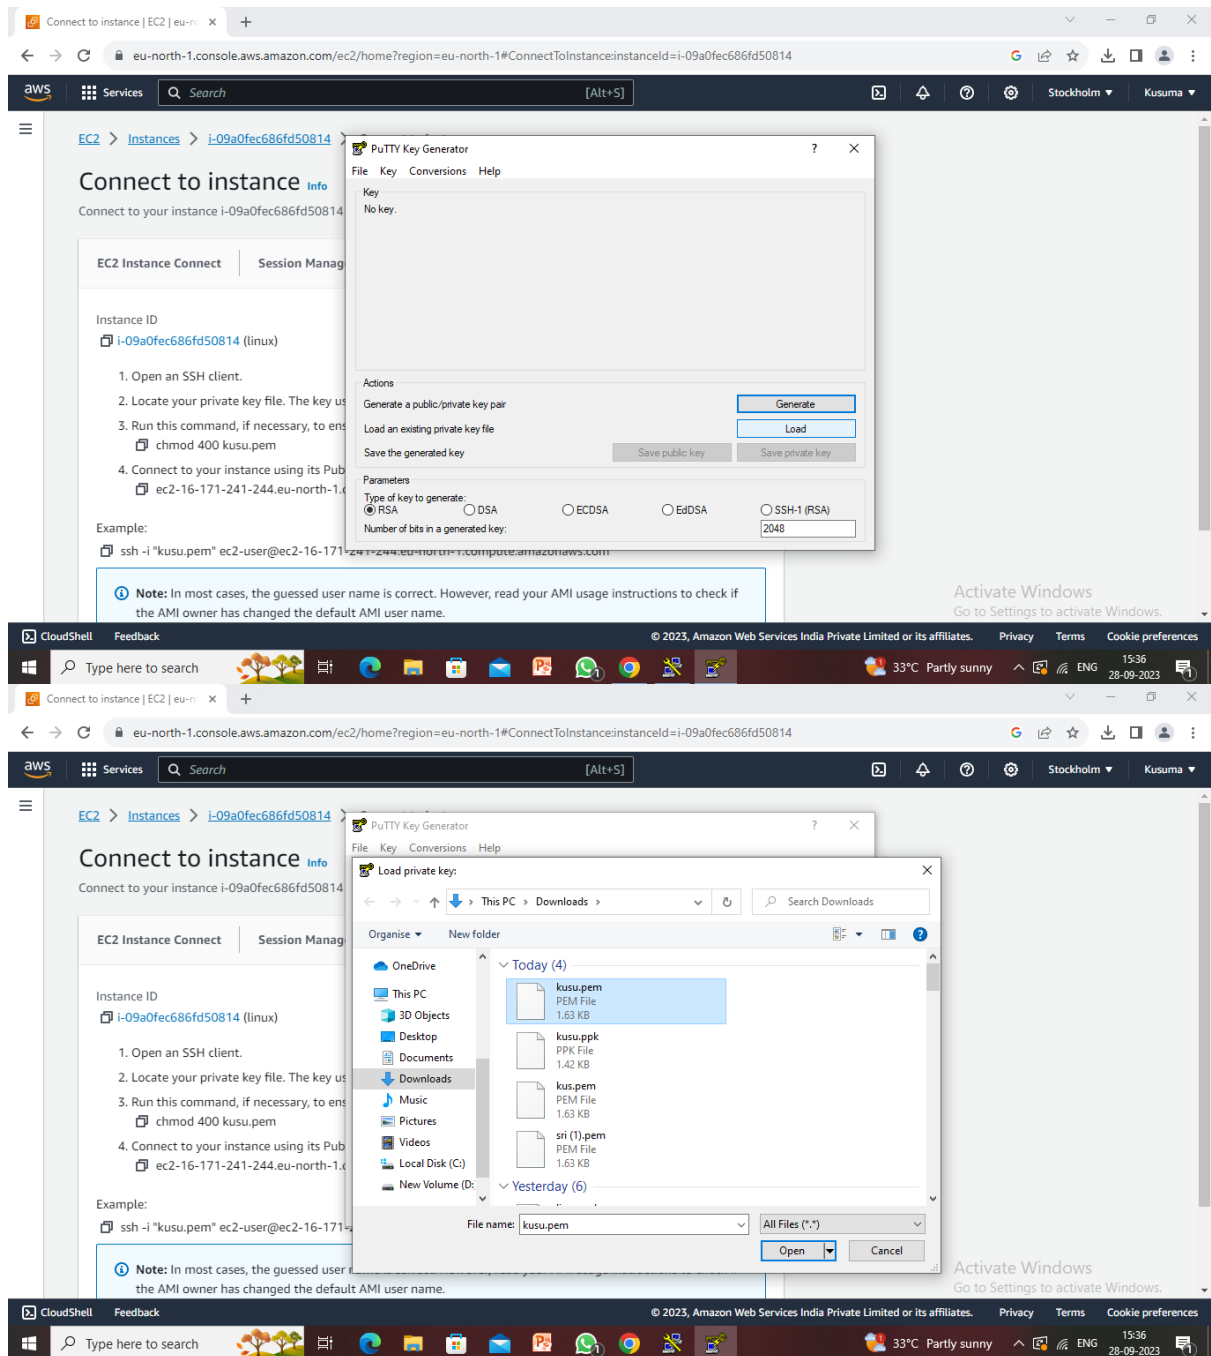 Connect to instance | EC2 | eu-n
eu-north-1.console.aws.amazon.com/ec2/home?region=eu-north-1#ConnectToInstance:instanceId=i-09a0fec686fd50814
aws Services Search [Alt+S] Stockholm Kusuma
EC2 > Instances > i-09a0fec686fd50814 >
PuTTY Key Generator ? ×
File Key Conversions Help
Connect to instance Info
Connect to your instance i-09a0fec686fd50814
Key
No key.
EC2 Instance Connect Session Manag
Instance ID
i-09a0fec686fd50814 (linux)
1. Open an SSH client.
2. Locate your private key file. The key us
3. Run this command, if necessary, to ens
chmod 400 kusu.pem
4. Connect to your instance using its Pub
ec2-16-171-241-244.eu-north-1.c
Actions
Generate a public/private key pair Generate
Load an existing private key file Load
Save the generated key Save public key Save private key
Parameters
Type of key to generate:
RSA DSA ECDSA EdDSA SSH-1 (RSA)
Number of bits in a generated key: 2048
Example:
ssh -i "kusu.pem" ec2-user@ec2-16-171-241-244.eu-north-1.compute.amazonaws.com
Note: In most cases, the guessed user name is correct. However, read your AMI usage instructions to check if
the AMI owner has changed the default AMI user name.
Activate Windows
Go to Settings to activate Windows.
CloudShell Feedback © 2023, Amazon Web Services India Private Limited or its affiliates. Privacy Terms Cookie preferences
Type here to search 33°C Partly sunny ENG 15:36
28-09-2023
Connect to instance | EC2 | eu-n
eu-north-1.console.aws.amazon.com/ec2/home?region=eu-north-1#ConnectToInstance:instanceId=i-09a0fec686fd50814
aws Services Search [Alt+S] Stockholm Kusuma
EC2 > Instances > i-09a0fec686fd50814 >
PuTTY Key Generator ? ×
File Key Conversions Help
Connect to instance Info
Connect to your instance i-09a0fec686fd50814
Load private key:
This PC > Downloads > Search Downloads
Organise New folder
EC2 Instance Connect Session Manag
OneDrive
This PC
3D Objects
Desktop
Documents
Downloads
Music
Pictures
Videos
Local Disk (C:)
New Volume (D:
Today (4)
kusu.pem
PEM File
1.63 KB
kusu.ppk
PPK File
1.42 KB
kus.pem
PEM File
1.63 KB
sri (1).pem
PEM File
1.63 KB
Yesterday (6)
File name: kusu.pem All Files (*.*)
Open Cancel
Instance ID
i-09a0fec686fd50814 (linux)
1. Open an SSH client.
2. Locate your private key file. The key us
3. Run this command, if necessary, to ens
chmod 400 kusu.pem
4. Connect to your instance using its Pub
ec2-16-171-241-244.eu-north-1.c
Example:
ssh -i "kusu.pem" ec2-user@ec2-16-171-
Note: In most cases, the guessed user
the AMI owner has changed the default AMI user name.
Activate Windows
Go to Settings to activate Windows.
CloudShell Feedback © 2023, Amazon Web Services India Private Limited or its affiliates. Privacy Terms Cookie preferences
Type here to search 33°C Partly sunny ENG 15:36
28-09-2023